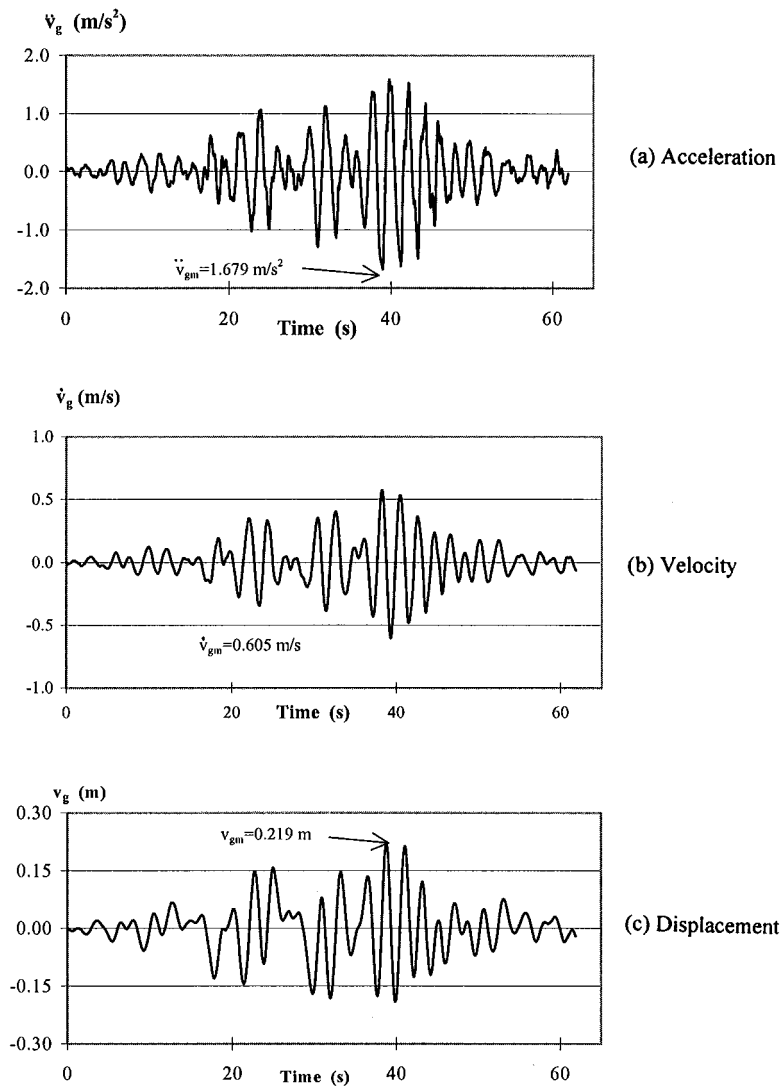 v̈g (m/s²)
2.0
1.0
0.0
-1.0
-2.0
v̈gm=1.679 m/s²
0 20 40 60
Time (s)
(a) Acceleration
v̇g (m/s)
1.0
0.5
0.0
-0.5
-1.0
v̇gm=0.605 m/s
0 20 40 60
Time (s)
(b) Velocity
vg (m)
0.30
0.15
0.00
-0.15
-0.30
vgm=0.219 m
0 20 40 60
Time (s)
(c) Displacement